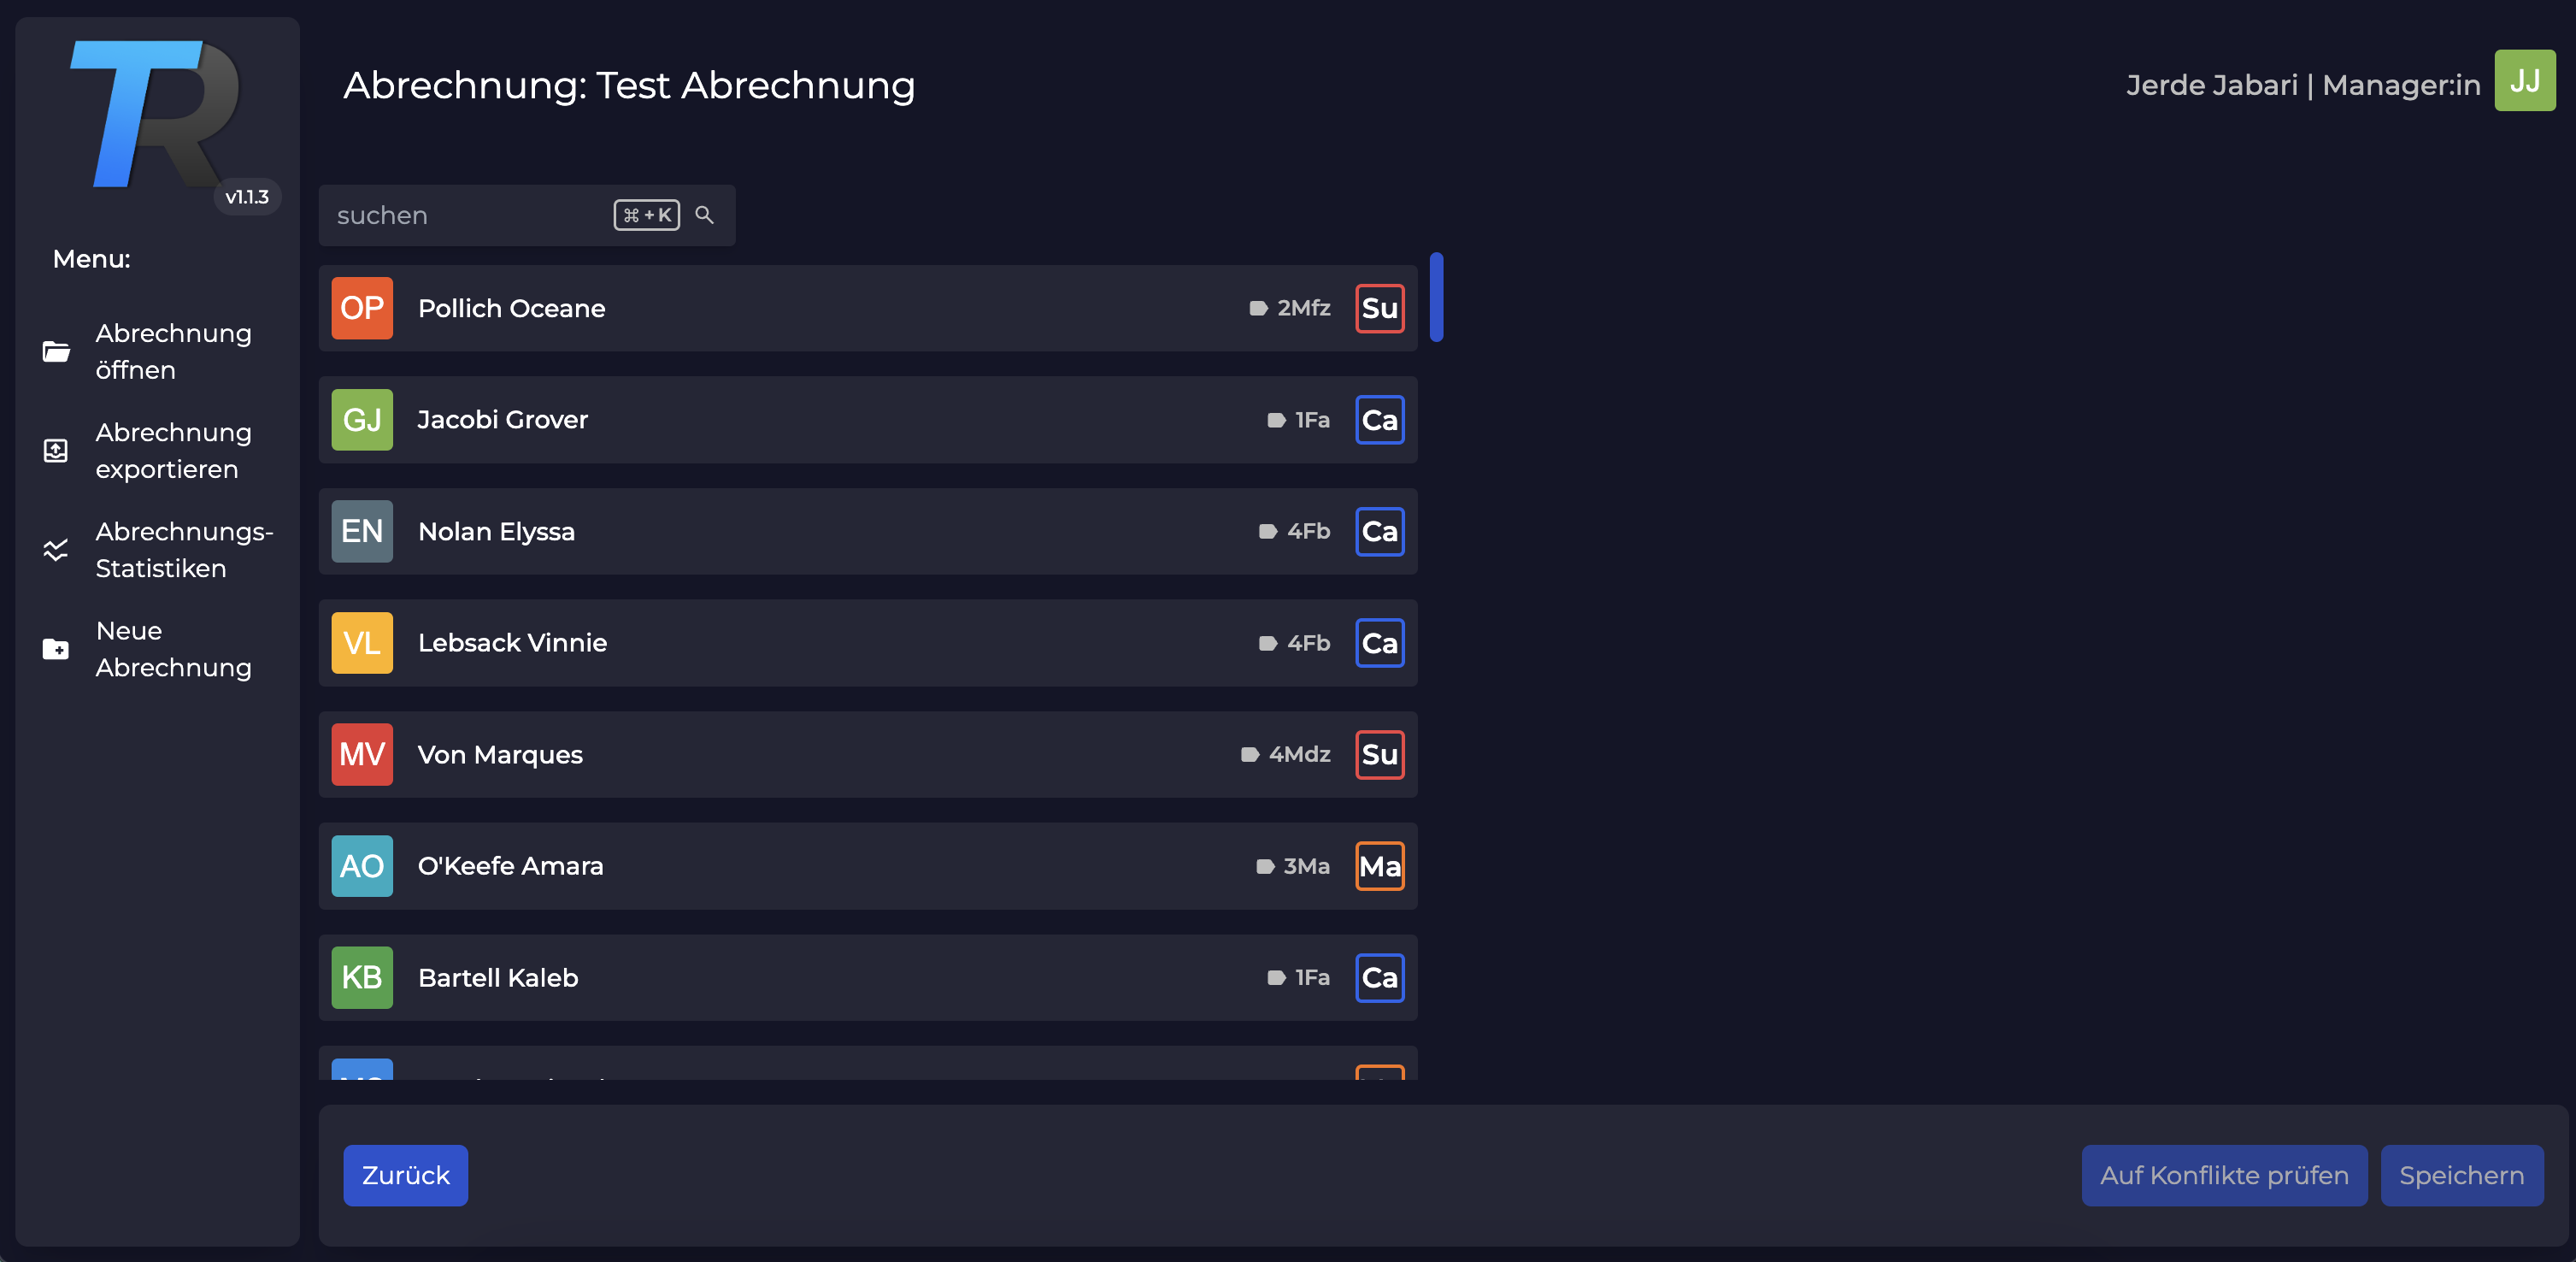 TR
v1.1.3
Menu:
Abrechnung
öffnen
Abrechnung
exportieren
Abrechnungs-
Statistiken
Neue
Abrechnung
Abrechnung: Test Abrechnung
Jerde Jabari | Manager:in
JJ
suchen
⌘ + K
OP Pollich Oceane 2Mfz Su
GJ Jacobi Grover 1Fa Ca
EN Nolan Elyssa 4Fb Ca
VL Lebsack Vinnie 4Fb Ca
MV Von Marques 4Mdz Su
AO O'Keefe Amara 3Ma Ma
KB Bartell Kaleb 1Fa Ca
Zurück
Auf Konflikte prüfen
Speichern